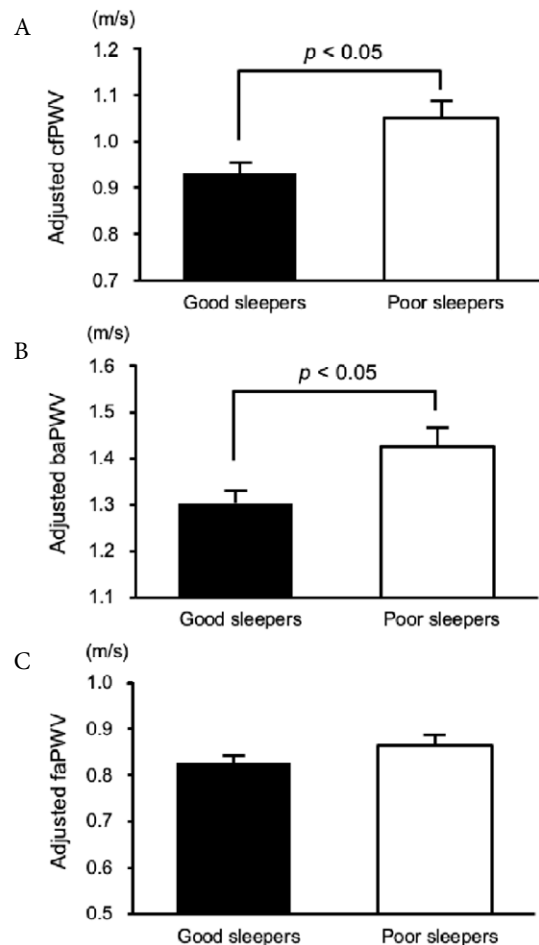 A
(m/s)
Adjusted cfPWV
1.2
1.1
1.0
0.9
0.8
0.7
p < 0.05
Good sleepers
Poor sleepers
B
(m/s)
Adjusted baPWV
1.6
1.5
1.4
1.3
1.2
1.1
p < 0.05
Good sleepers
Poor sleepers
C
(m/s)
Adjusted faPWV
1.0
0.9
0.8
0.7
0.6
0.5
Good sleepers
Poor sleepers